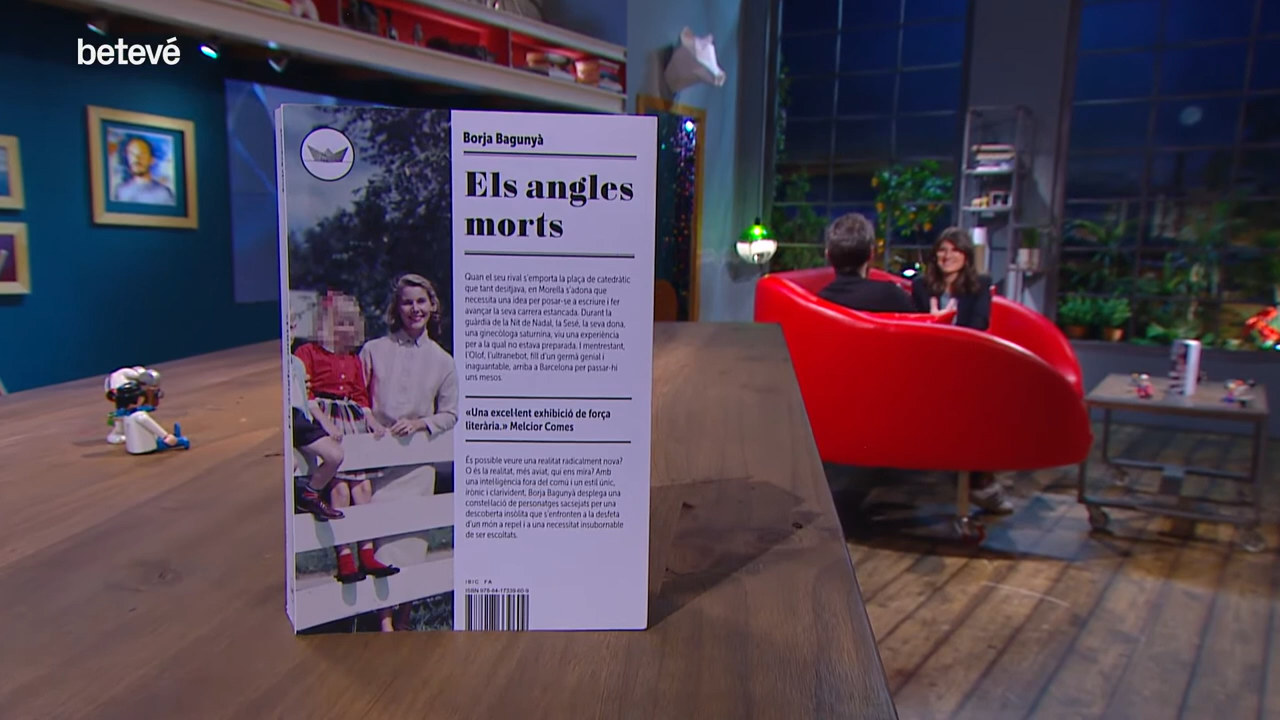 betevé
Borja Bagunyà
Els angles
morts
Quan el seu rival s'emporta la plaça de catedràtic
que tant desitjava, en Morella s'adona que
necessita una idea per posar-se a escriure i fer
avançar la seva carrera estancada. Durant la
guàrdia de la Nit de Nadal, la Sesé, la seva dona,
una ginecòloga saturnina, viu una experiència
per a la qual no estava preparada. I mentrestant,
l'Olof, l'ultranebot, fill d'un germà genial i
inaguantable, arriba a Barcelona per passar-hi
uns mesos.
«Una excel·lent exhibició de força
literària.» Melcior Comes
És possible veure una realitat radicalment nova?
O és la realitat, més aviat, qui ens mira? Amb
una intel·ligència fora del comú i un estil únic,
irònic i clarivident, Borja Bagunyà desplega una
constel·lació de personatges sacsejats per una
descoberta insòlita que s'enfronten a la desfeta
d'un món a repèl i a una necessitat insubornable
de ser escoltats.
IBIC FA
ISBN 978-84-17339-60-9